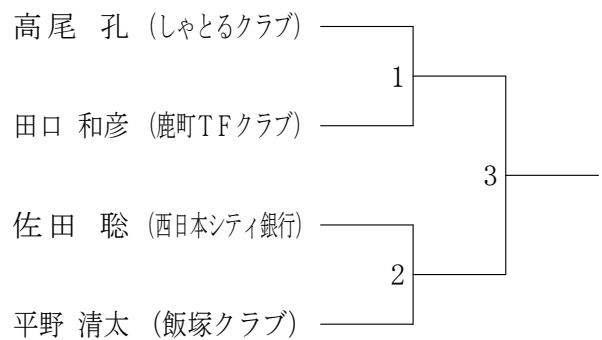 高尾 孔 (しゃとるクラブ)
1
田口 和彦 (鹿町TFクラブ)
3
佐田 聡 (西日本シティ銀行)
2
平野 清太 (飯塚クラブ)